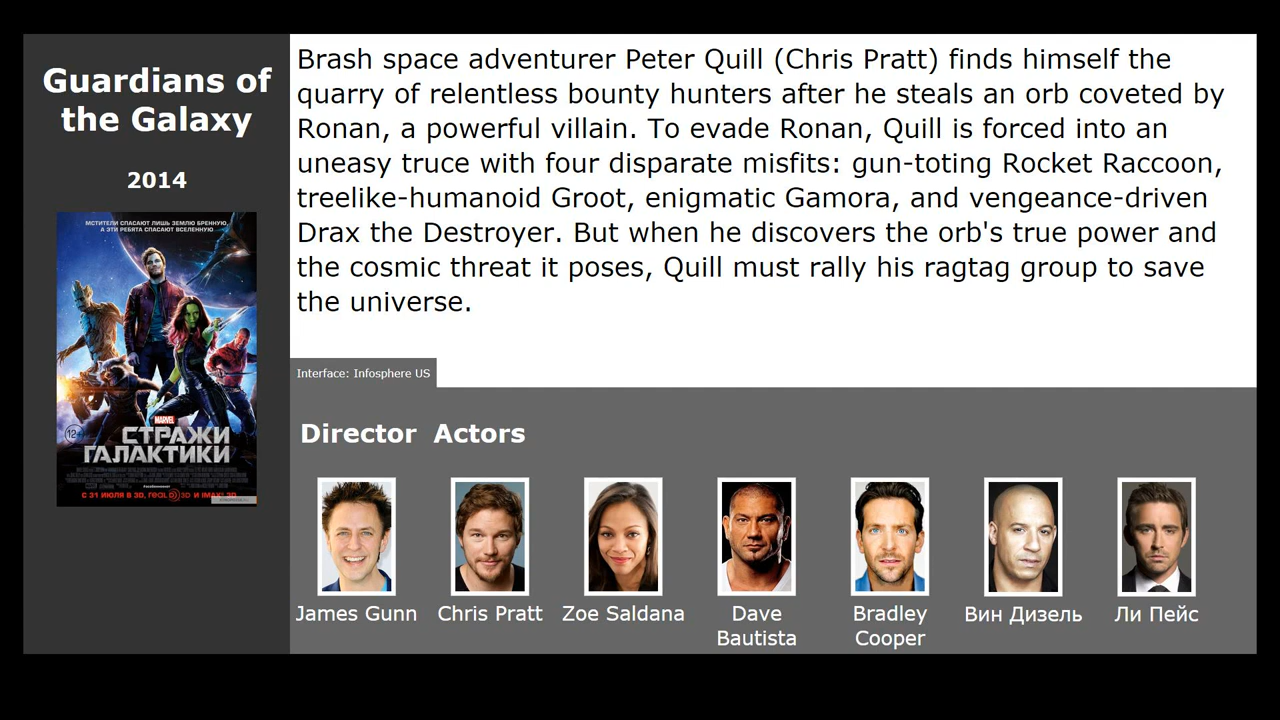 Guardians of
the Galaxy
2014
МСТИТЕЛИ СПАСАЮТ ЛИШЬ ЗЕМЛЮ БРЕННУЮ,
А ЭТИ РЕБЯТА СПАСАЮТ ВСЕЛЕННУЮ
MARVEL
12+
СТРАЖИ
ГАЛАКТИКИ
С 31 ИЮЛЯ В 3D, REAL D 3D И IMAX 3D
Brash space adventurer Peter Quill (Chris Pratt) finds himself the
quarry of relentless bounty hunters after he steals an orb coveted by
Ronan, a powerful villain. To evade Ronan, Quill is forced into an
uneasy truce with four disparate misfits: gun-toting Rocket Raccoon,
treelike-humanoid Groot, enigmatic Gamora, and vengeance-driven
Drax the Destroyer. But when he discovers the orb's true power and
the cosmic threat it poses, Quill must rally his ragtag group to save
the universe.
Interface: Infosphere US
Director Actors
James Gunn
Chris Pratt
Zoe Saldana
Dave
Bautista
Bradley
Cooper
Вин Дизель
Ли Пейс